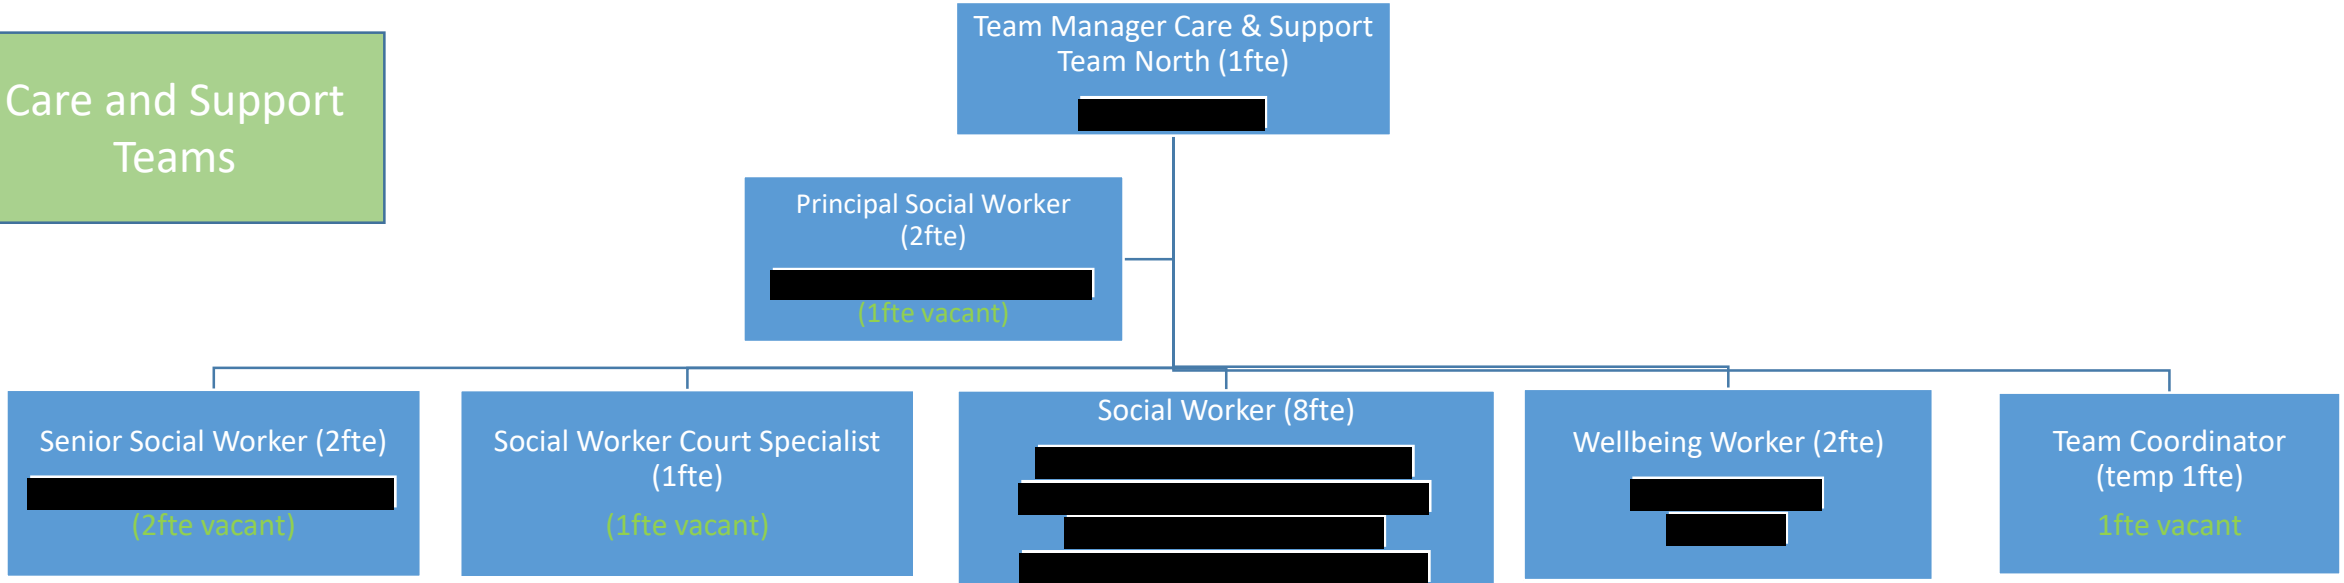 Care and Support
Teams
Team Manager Care & Support
Team North (1fte)
Principal Social Worker
(2fte)
(1fte vacant)
Senior Social Worker (2fte)
(2fte vacant)
Social Worker Court Specialist
(1fte)
(1fte vacant)
Social Worker (8fte)
Wellbeing Worker (2fte)
Team Coordinator
(temp 1fte)
1fte vacant